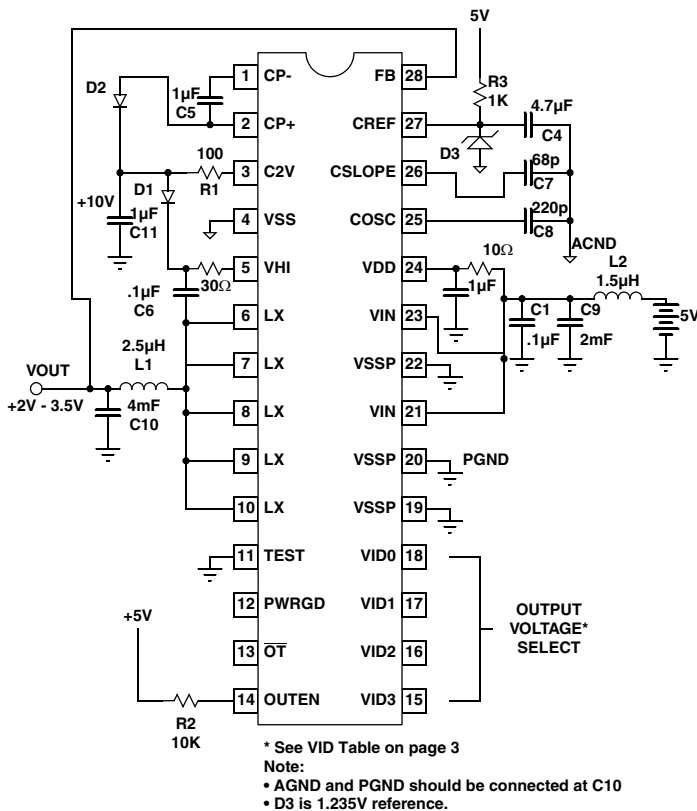 5V
1 CP-
FB 28
D2
1µF
C5
R3
1K
4.7µF
2 CP+
CREF 27
C4
100
D3
68p
D1
3 C2V
CSLOPE 26
R1
C7
+10V
1µF
C11
220p
4 VSS
COSC 25
C8
ACND
10Ω
L2
5 VHI
VDD 24
1.5µH
.1µF
C6
30Ω
1µF
6 LX
VIN 23
C1
C9
5V
.1µF
2mF
2.5µH
L1
7 LX
VSSP 22
VOUT
+2V - 3.5V
4mF
C10
8 LX
VIN 21
9 LX
VSSP 20
PGND
10 LX
VSSP 19
11 TEST
VID0 18
12 PWRGD
VID1 17
OUTPUT
VOLTAGE*
SELECT
+5V
13 OT
VID2 16
14 OUTEN
VID3 15
R2
10K
* See VID Table on page 3
Note:
• AGND and PGND should be connected at C10
• D3 is 1.235V reference.